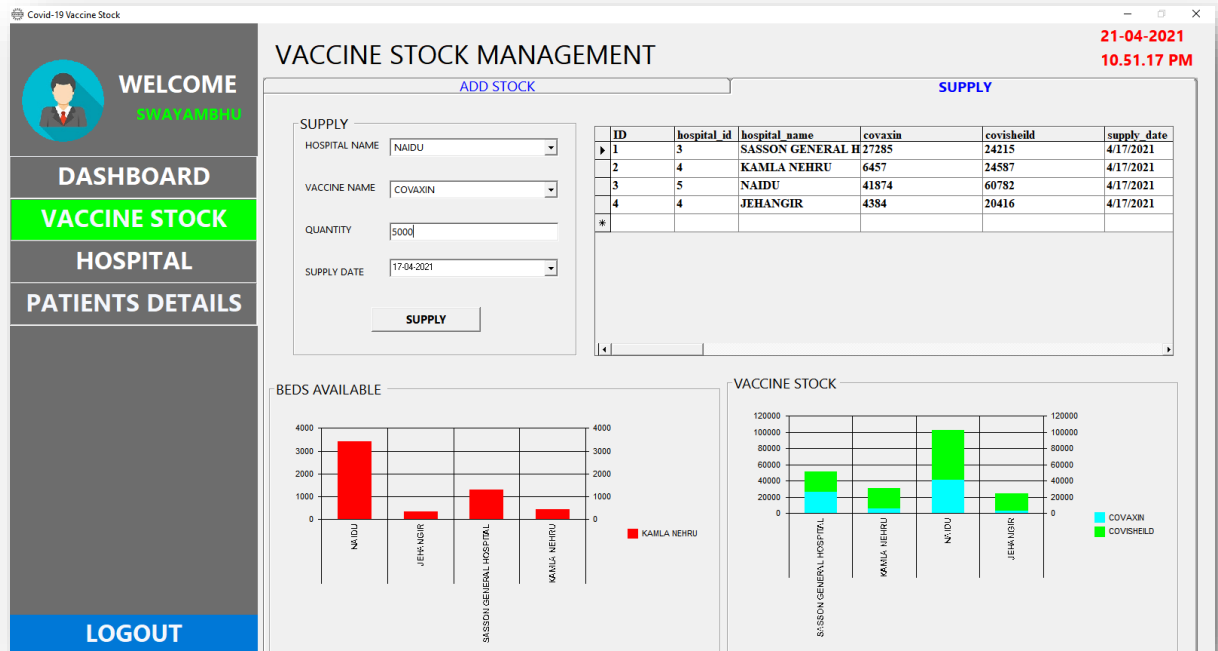 Covid-19 Vaccine Stock
WELCOME
SWAYAMBHU
DASHBOARD
VACCINE STOCK
HOSPITAL
PATIENTS DETAILS
LOGOUT
VACCINE STOCK MANAGEMENT
21-04-2021
10.51.17 PM
ADD STOCK
SUPPLY
SUPPLY
HOSPITAL NAME NAIDU
VACCINE NAME COVAXIN
QUANTITY 5000
SUPPLY DATE 17-04-2021
SUPPLY
ID hospital_id hospital_name covaxin covisheild supply_date
1 3 SASSON GENERAL H 27285 24215 4/17/2021
2 4 KAMLA NEHRU 6457 24587 4/17/2021
3 5 NAIDU 41874 60782 4/17/2021
4 4 JEHANGIR 4384 20416 4/17/2021
*
BEDS AVAILABLE
4000 4000
3000 3000
2000 2000
1000 1000
0 0
NAIDU
JEHANGIR
SASSON GENERAL HOSPITAL
KAMLA NEHRU
KAMLA NEHRU
VACCINE STOCK
120000 120000
100000 100000
80000 80000
60000 60000
40000 40000
20000 20000
0 0
SASSON GENERAL HOSPITAL
KAMLA NEHRU
NAIDU
JEHANGIR
COVAXIN
COVISHEILD